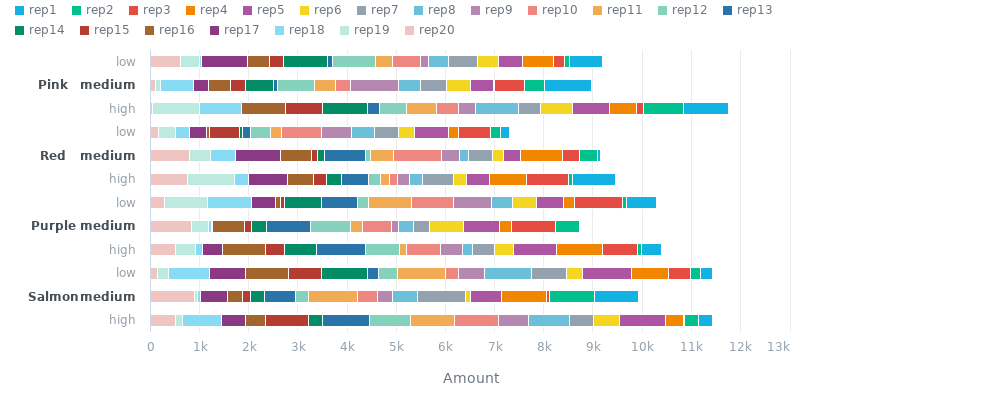 rep1 rep2 rep3 rep4 rep5 rep6 rep7 rep8 rep9 rep10 rep11 rep12 rep13
rep14 rep15 rep16 rep17 rep18 rep19 rep20
low
Pink medium
high
low
Red medium
high
low
Purple medium
high
low
Salmon medium
high
0 1k 2k 3k 4k 5k 6k 7k 8k 9k 10k 11k 12k 13k
Amount